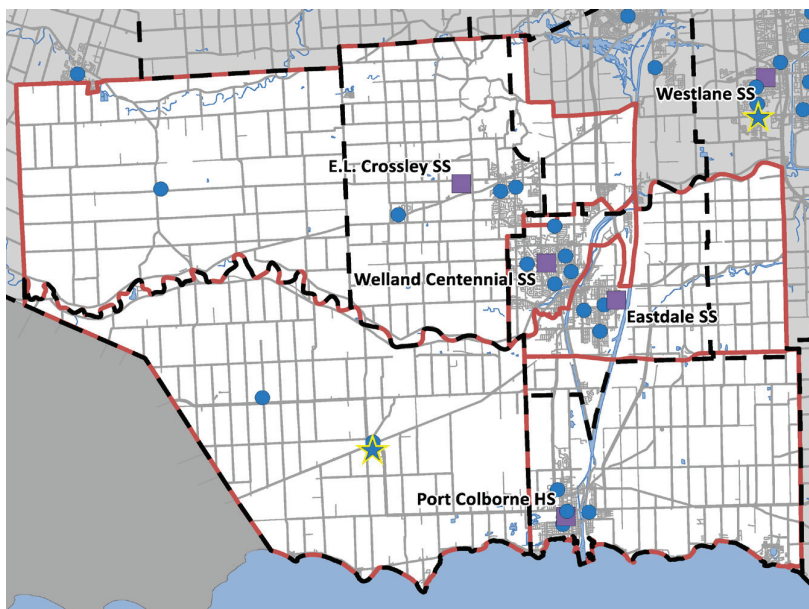 Westlane SS
E.L. Crossley SS
Welland Centennial SS
Eastdale SS
Port Colborne HS